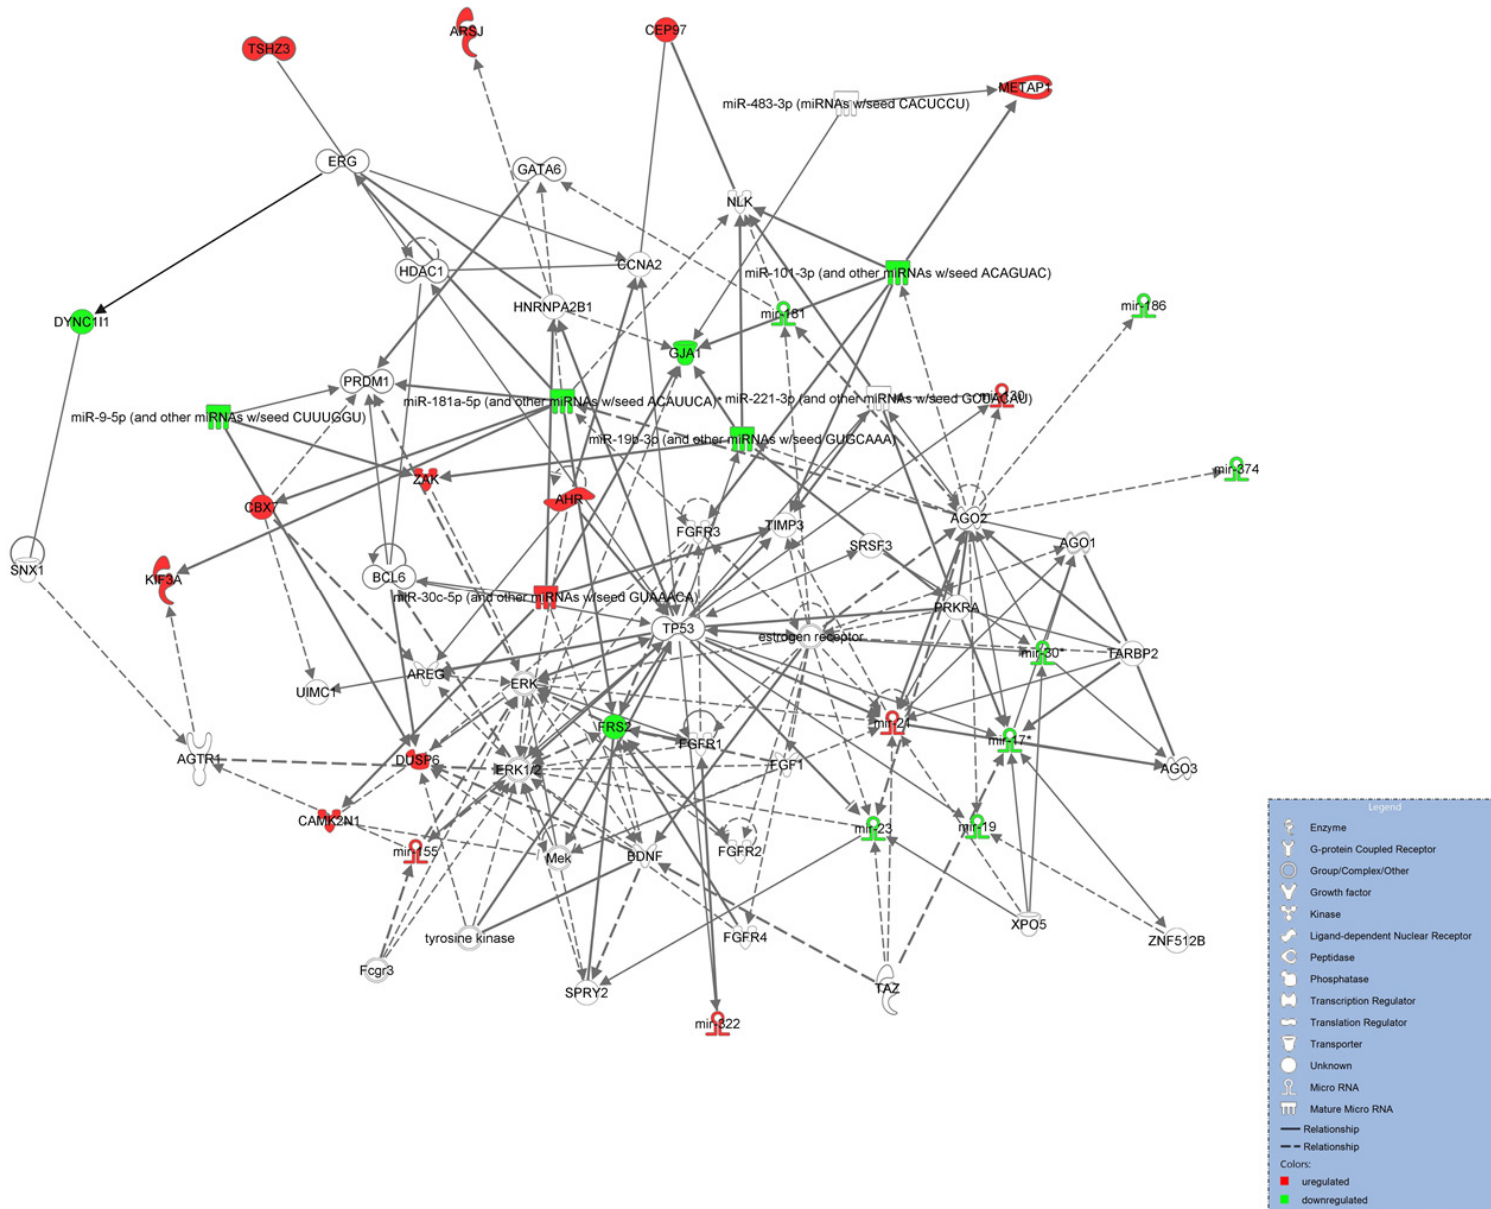 ARSJ
CEP97
TSHZ3
METAP1
miR-483-3p (miRNAs w/seed CACUCCU)
ERG
GATA6
NLK
CCNA2
HDAC1
miR-101-3p (and other miRNAs w/seed ACAGUAC)
HNRNPA2B1
mir-181
mir-186
DYNC1I1
GJA1
PRDM1
miR-181a-5p (and other miRNAs w/seed ACAUUCA)*
miR-221-3p (and other miRNAs w/seed GCUACAU)
miR-9-5p (and other miRNAs w/seed CUUUGGU)
miR-19b-3p (and other miRNAs w/seed GUGCAAA)
mir-374
ZAK
AHR
CBX7
FGFR3
TIMP3
AGO2
SRSF3
AGO1
SNX1
KIF3A
BCL6
miR-30c-5p (and other miRNAs w/seed GUAAACA)
PRKRA
TP53
estrogen receptor
mir-30*
TARBP2
AREG
ERK
UIMC1
FRS2
mir-21
FGFR1
mir-17*
AGTR1
DUSP6
ERK1/2
FGF1
AGO3
CAMK2N1
mir-23
mir-19
mir-155
Mek
BDNF
FGFR2
tyrosine kinase
FGFR4
XPO5
ZNF512B
Fcgr3
SPRY2
TAZ
mir-322
Legend
Enzyme
G-protein Coupled Receptor
Group/Complex/Other
Growth factor
Kinase
Ligand-dependent Nuclear Receptor
Peptidase
Phosphatase
Transcription Regulator
Translation Regulator
Transporter
Unknown
Micro RNA
Mature Micro RNA
Relationship
Relationship
Colors:
uregulated
downregulated